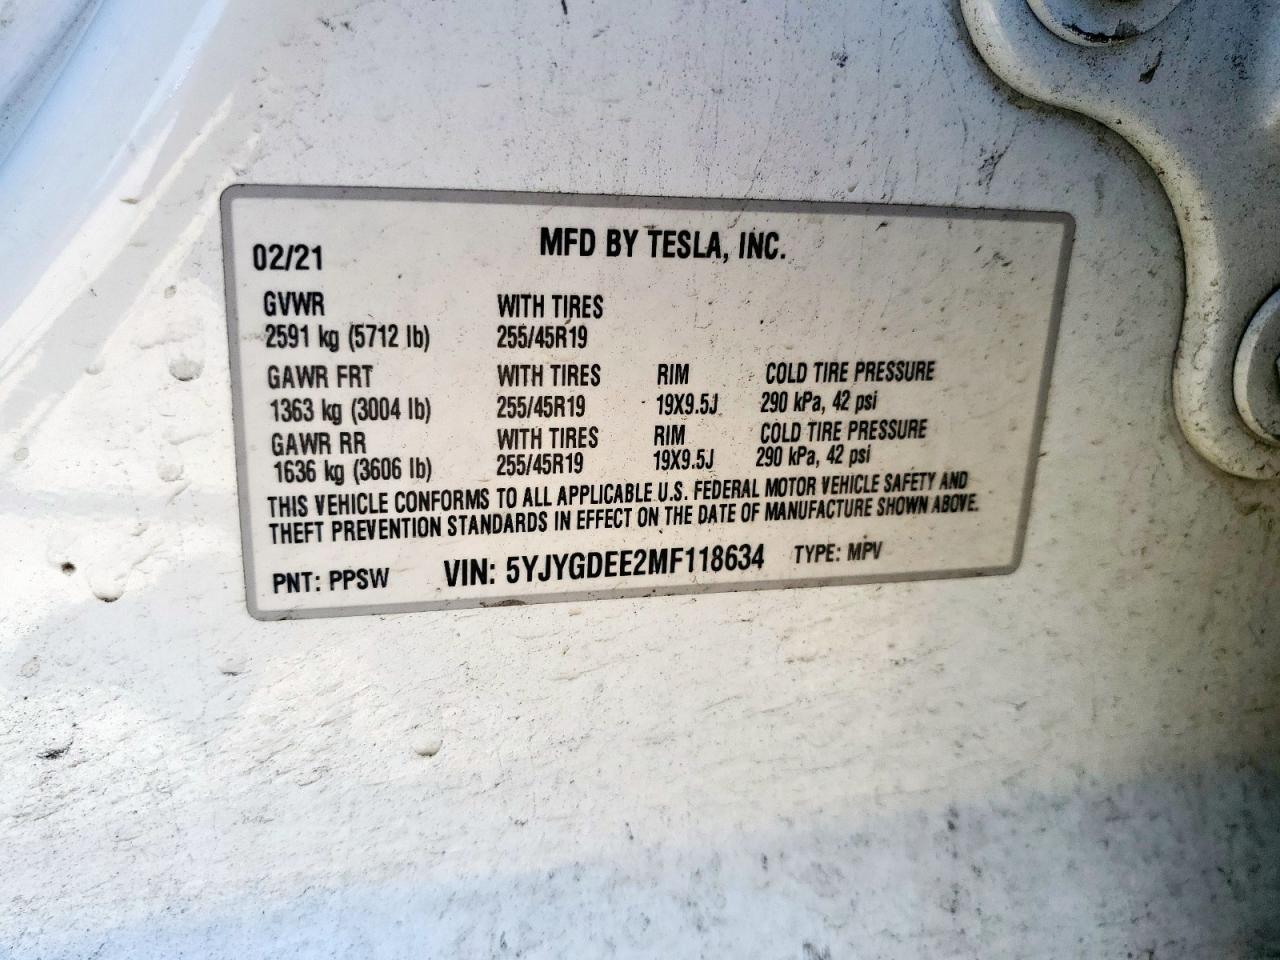 MFD BY TESLA, INC.
02/21
GVWR WITH TIRES
2591 kg (5712 lb) 255/45R19
GAWR FRT WITH TIRES RIM COLD TIRE PRESSURE
1363 kg (3004 lb) 255/45R19 19X9.5J 290 kPa, 42 psi
GAWR RR WITH TIRES RIM COLD TIRE PRESSURE
1636 kg (3606 lb) 255/45R19 19X9.5J 290 kPa, 42 psi
THIS VEHICLE CONFORMS TO ALL APPLICABLE U.S. FEDERAL MOTOR VEHICLE SAFETY AND
THEFT PREVENTION STANDARDS IN EFFECT ON THE DATE OF MANUFACTURE SHOWN ABOVE.
PNT: PPSW VIN: 5YJYGDEE2MF118634 TYPE: MPV